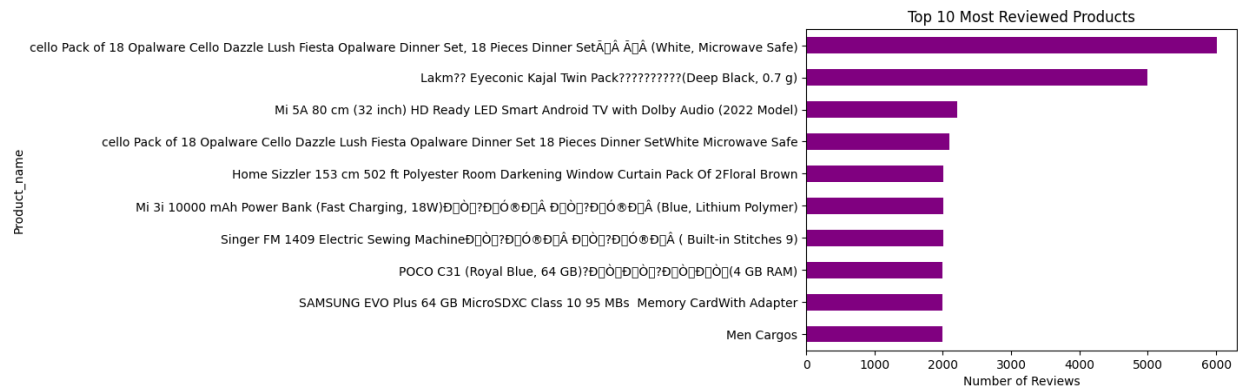 Top 10 Most Reviewed Products
Product_name
cello Pack of 18 Opalware Cello Dazzle Lush Fiesta Opalware Dinner Set, 18 Pieces Dinner SetÃ▯Â Ã▯Â (White, Microwave Safe)
Lakm?? Eyeconic Kajal Twin Pack??????????(Deep Black, 0.7 g)
Mi 5A 80 cm (32 inch) HD Ready LED Smart Android TV with Dolby Audio (2022 Model)
cello Pack of 18 Opalware Cello Dazzle Lush Fiesta Opalware Dinner Set 18 Pieces Dinner SetWhite Microwave Safe
Home Sizzler 153 cm 502 ft Polyester Room Darkening Window Curtain Pack Of 2Floral Brown
Mi 3i 10000 mAh Power Bank (Fast Charging, 18W)Ð▯Ò▯?Ð▯Ó®Ð▯Â Ð▯Ò▯?Ð▯Ó®Ð▯Â (Blue, Lithium Polymer)
Singer FM 1409 Electric Sewing MachineÐ▯Ò▯?Ð▯Ó®Ð▯Â Ð▯Ò▯?Ð▯Ó®Ð▯Â ( Built-in Stitches 9)
POCO C31 (Royal Blue, 64 GB)?Ð▯Ò▯Ð▯Ò▯?Ð▯Ò▯Ð▯Ò▯(4 GB RAM)
SAMSUNG EVO Plus 64 GB MicroSDXC Class 10 95 MBs  Memory CardWith Adapter
Men Cargos
0 1000 2000 3000 4000 5000 6000
Number of Reviews